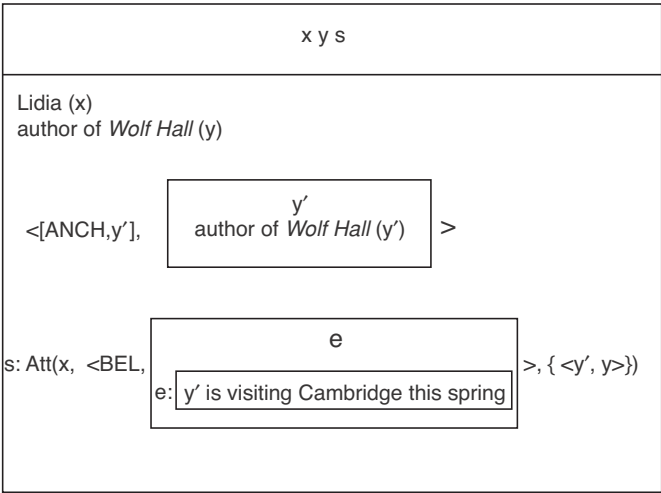 x y s
Lidia (x)
author of Wolf Hall (y)
y′
<[ANCH,y′], author of Wolf Hall (y′) >
e
s: Att(x, <BEL, >, { <y′, y>})
e: y′ is visiting Cambridge this spring